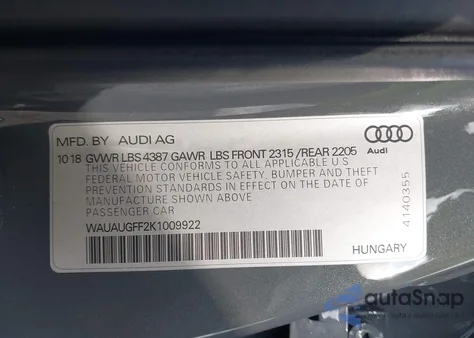 MFD. BY AUDI AG
10 18 GVWR LBS 4387 GAWR LBS FRONT 2315 /REAR 2205
THIS VEHICLE CONFORMS TO ALL APPLICABLE U S
FEDERAL MOTOR VEHICLE SAFETY, BUMPER AND THEFT
PREVENTION STANDARDS IN EFFECT ON THE DATE OF
MANUFACTURE SHOWN ABOVE
PASSENGER CAR
WAUAUGFF2K1009922
HUNGARY
Audi
4140355
autoSnap